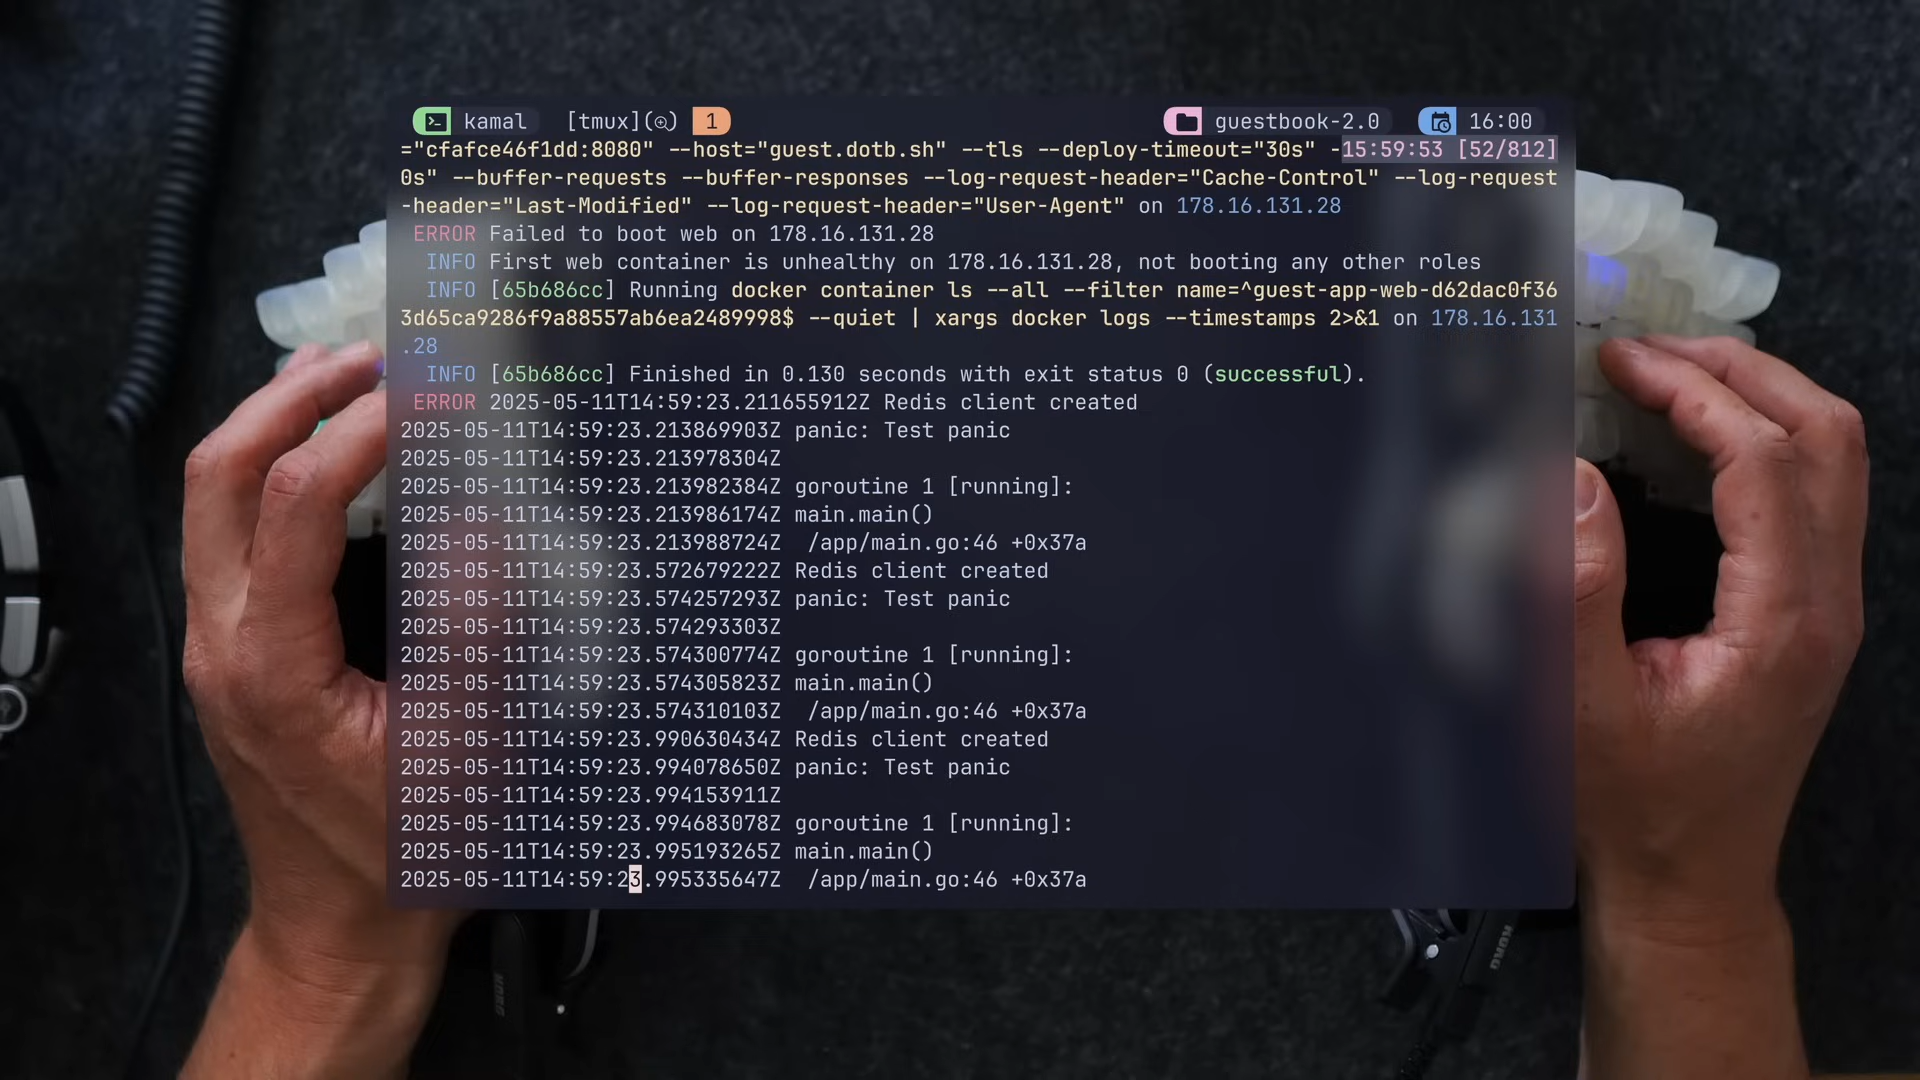 kamal [tmux] 1 guestbook-2.0 16:00
="cfafce46f1dd:8080" --host="guest.dotb.sh" --tls --deploy-timeout="30s" -15:59:53 [52/812]
0s" --buffer-requests --buffer-responses --log-request-header="Cache-Control" --log-request
-header="Last-Modified" --log-request-header="User-Agent" on 178.16.131.28
ERROR Failed to boot web on 178.16.131.28
INFO First web container is unhealthy on 178.16.131.28, not booting any other roles
INFO [65b686cc] Running docker container ls --all --filter name=^guest-app-web-d62dac0f36
3d65ca9286f9a88557ab6ea2489998$ --quiet | xargs docker logs --timestamps 2>&1 on 178.16.131
.28
INFO [65b686cc] Finished in 0.130 seconds with exit status 0 (successful).
ERROR 2025-05-11T14:59:23.211655912Z Redis client created
2025-05-11T14:59:23.213869903Z panic: Test panic
2025-05-11T14:59:23.213978304Z
2025-05-11T14:59:23.213982384Z goroutine 1 [running]:
2025-05-11T14:59:23.213986174Z main.main()
2025-05-11T14:59:23.213988724Z /app/main.go:46 +0x37a
2025-05-11T14:59:23.572679222Z Redis client created
2025-05-11T14:59:23.574257293Z panic: Test panic
2025-05-11T14:59:23.574293303Z
2025-05-11T14:59:23.574300774Z goroutine 1 [running]:
2025-05-11T14:59:23.574305823Z main.main()
2025-05-11T14:59:23.574310103Z /app/main.go:46 +0x37a
2025-05-11T14:59:23.990630434Z Redis client created
2025-05-11T14:59:23.994078650Z panic: Test panic
2025-05-11T14:59:23.994153911Z
2025-05-11T14:59:23.994683078Z goroutine 1 [running]:
2025-05-11T14:59:23.995193265Z main.main()
2025-05-11T14:59:23.995335647Z /app/main.go:46 +0x37a
KORG